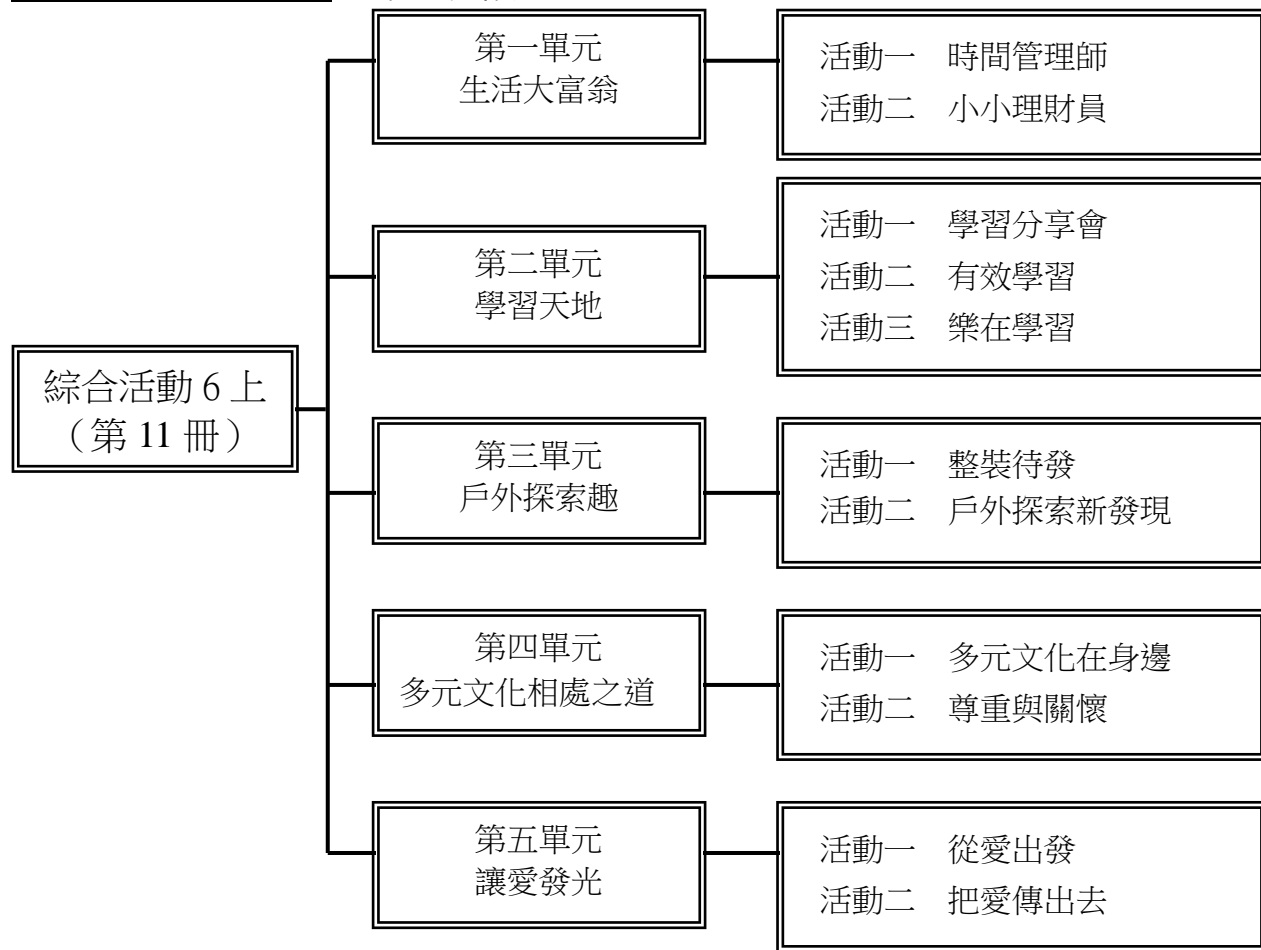 綜合活動 6 上
（第 11 冊）
第一單元
生活大富翁
活動一　時間管理師
活動二　小小理財員
第二單元
學習天地
活動一　學習分享會
活動二　有效學習
活動三　樂在學習
第三單元
戶外探索趣
活動一　整裝待發
活動二　戶外探索新發現
第四單元
多元文化相處之道
活動一　多元文化在身邊
活動二　尊重與關懷
第五單元
讓愛發光
活動一　從愛出發
活動二　把愛傳出去